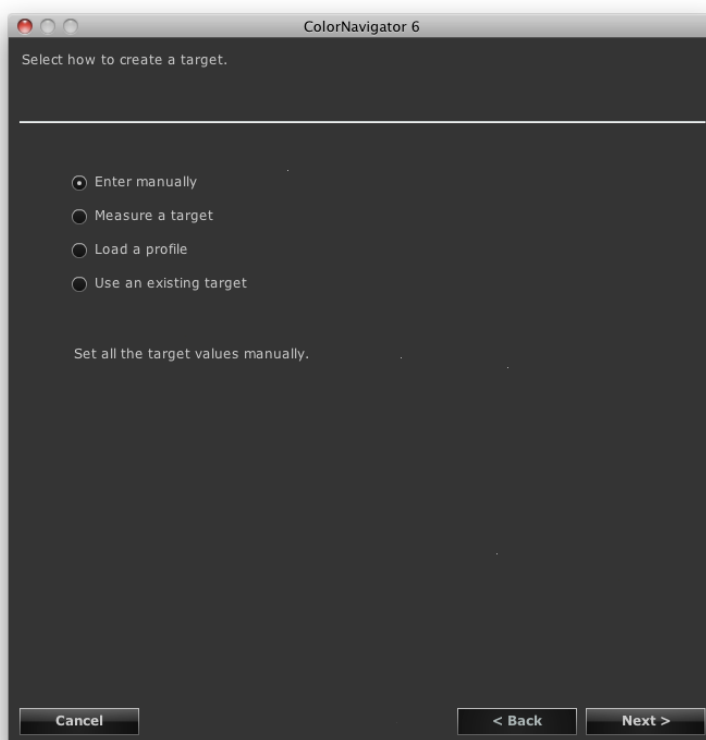 ColorNavigator 6
Select how to create a target.
Enter manually
Measure a target
Load a profile
Use an existing target
Set all the target values manually.
Cancel
< Back
Next >